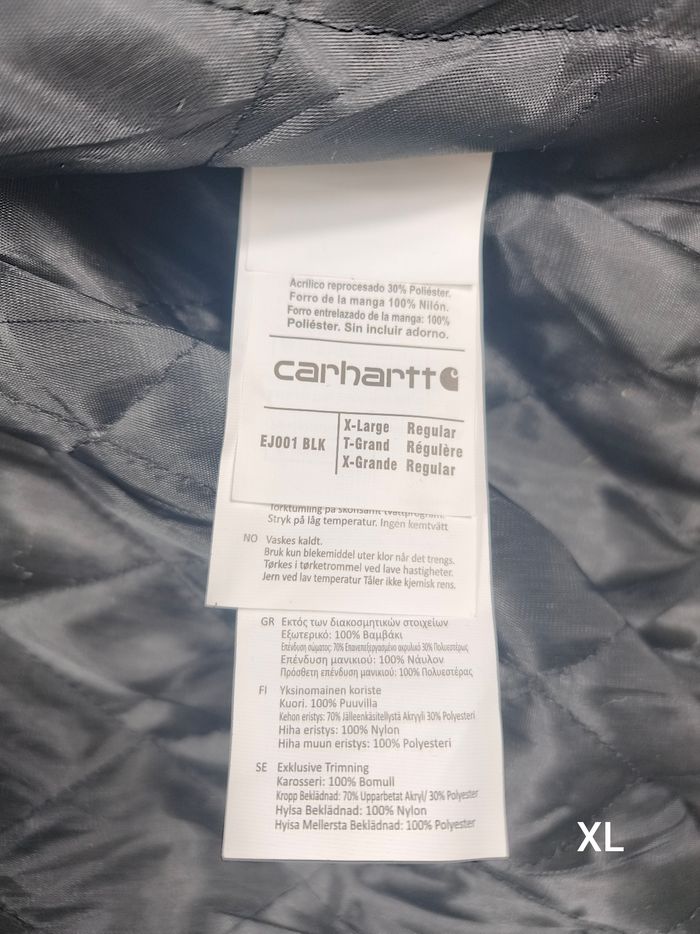 Acrílico reprocesado 30% Poliéster.
Forro de la manga 100% Nilón.
Forro entrelazado de la manga: 100%
Poliéster. Sin incluir adorno.
carhartt
EJ001 BLK
X-Large Regular
T-Grand Régulère
X-Grande Regular
Torktumling på skonsamt tvättprogram.
Stryk på låg temperatur. Ingen kemtvätt
NO Vaskes kaldt.
Bruk kun blekemiddel uter klor når det trengs.
Tørkes i tørketrommel ved lave hastigheter.
Jern ved lav temperatur Tåler ikke kjemisk rens.
GR Εκτός των διακοσμητικών στοιχείων
Εξωτερικό: 100% Βαμβάκι
Επένδυση σώματος: 70% Επανεπεξεργασμένο ακρυλικό 30% Πολυεστέρας
Επένδυση μανικιού: 100% Νάυλον
Πρόσθετη επένδυση μανικιού: 100% Πολυεστέρας
FI Yksinomainen koriste
Kuori. 100% Puuvilla
Kehon eristys: 70% Jälleenkäsitellystä Akryyli 30% Polyesteri
Hiha eristys: 100% Nylon
Hiha muun eristys: 100% Polyesteri
SE Exklusive Trimning
Karosseri: 100% Bomull
Kropp Beklädnad: 70% Upparbetat Akryl/ 30% Polyester
Hylsa Beklädnad: 100% Nylon
Hyisa Mellersta Beklädnad: 100% Polyester
XL